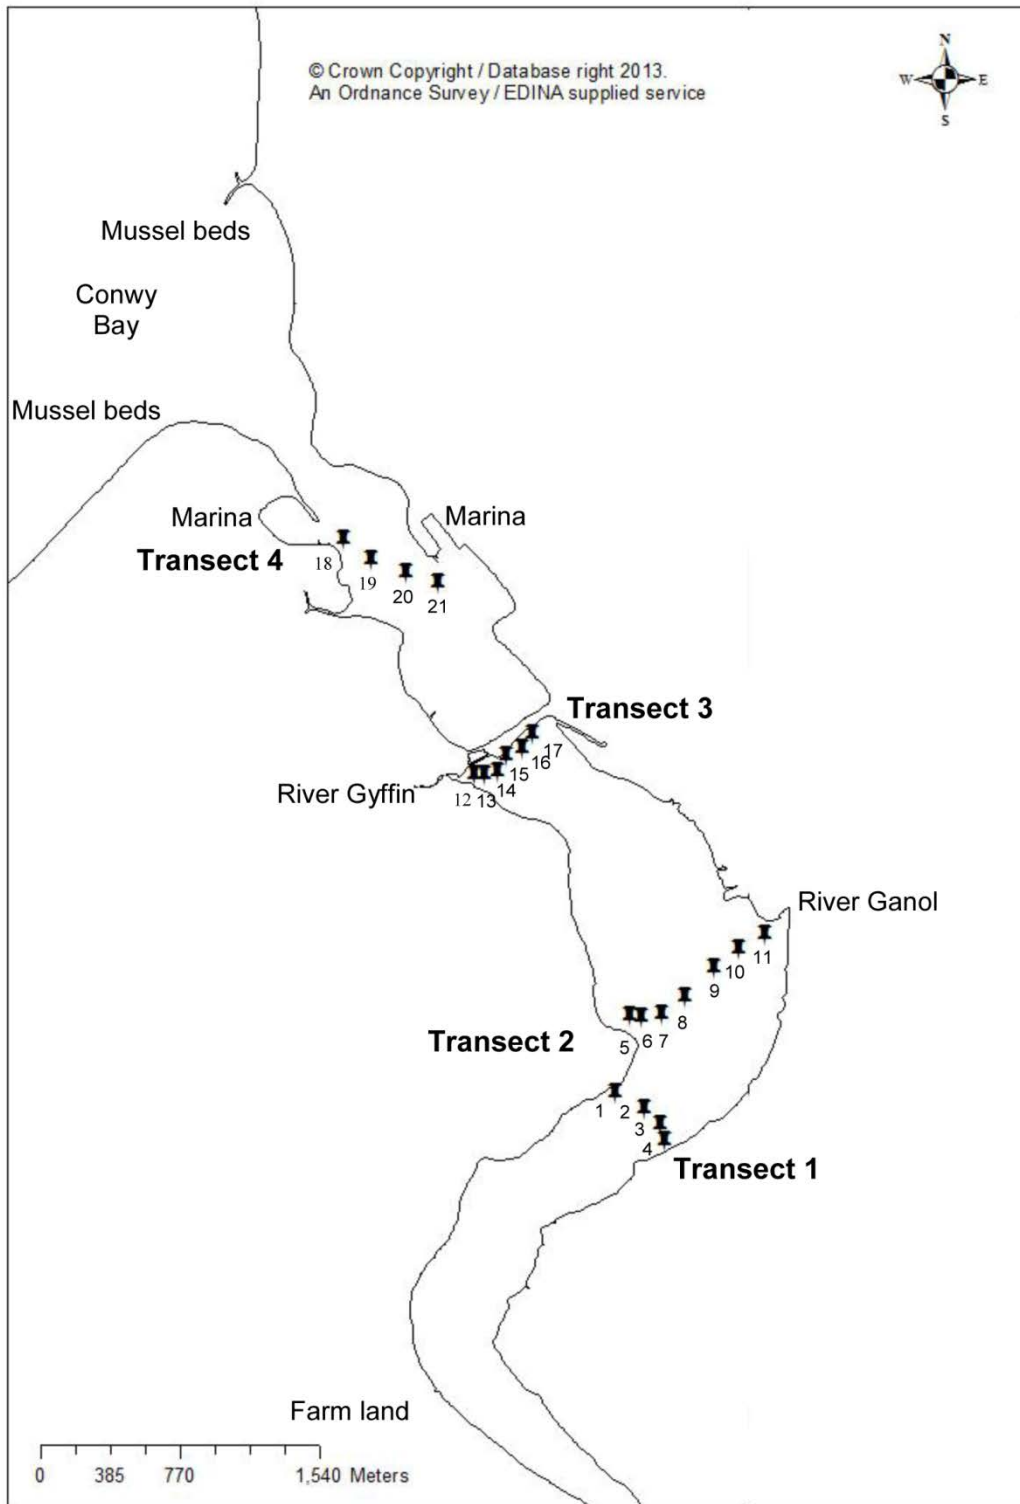 © Crown Copyright / Database right 2013.
An Ordnance Survey / EDINA supplied service
N
W E
S
Mussel beds
Conwy
Bay
Mussel beds
Marina
Marina
Transect 4
18
19
20
21
Transect 3
17
16
15
14
12 13
River Gyffin
River Ganol
11
10
9
8
7
6
5
Transect 2
1
2
3
4
Transect 1
Farm land
0 385 770 1,540 Meters